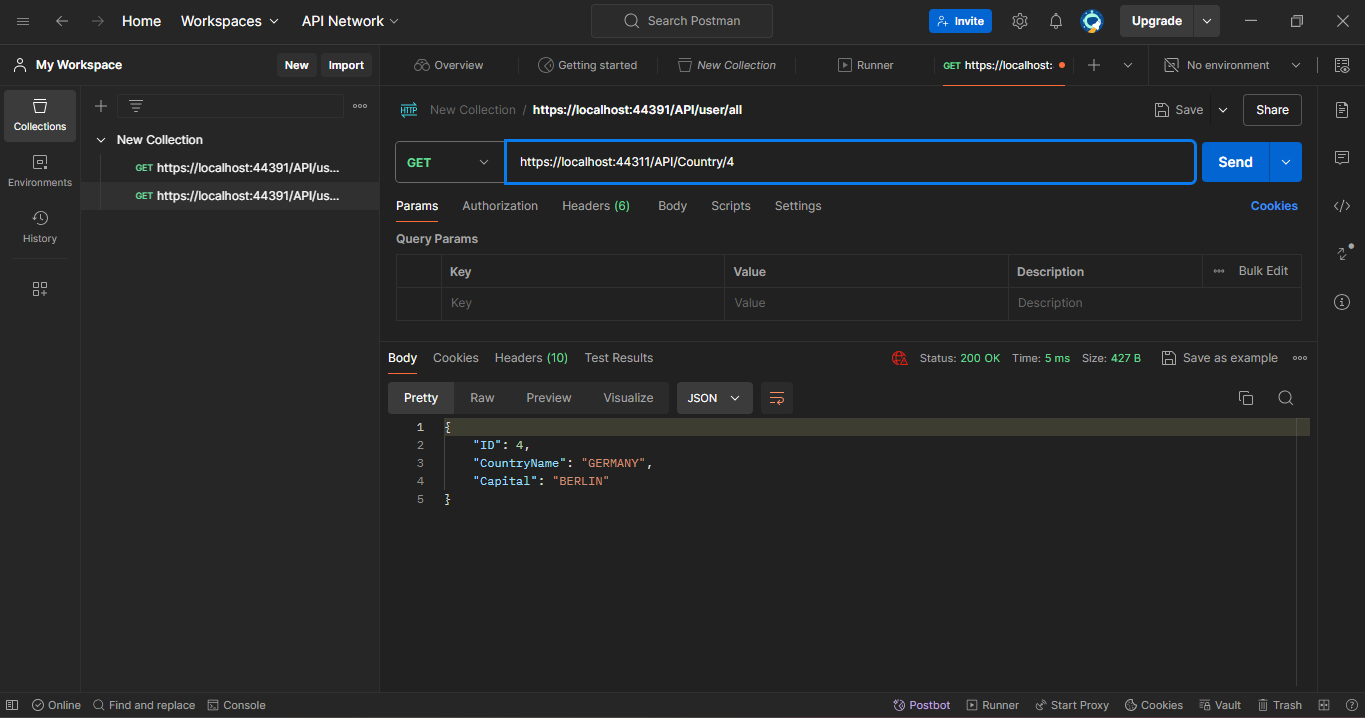 Home Workspaces API Network Search Postman Invite Upgrade
My Workspace New Import Overview Getting started New Collection Runner GET https://localhost: No environment
Collections
Environments
History
New Collection
GET https://localhost:44391/API/us...
GET https://localhost:44391/API/us...
HTTP New Collection / https://localhost:44391/API/user/all Save Share
GET https://localhost:44311/API/Country/4 Send
Params Authorization Headers (6) Body Scripts Settings Cookies
Query Params
Key Value Description Bulk Edit
Key Value Description
Body Cookies Headers (10) Test Results Status: 200 OK Time: 5 ms Size: 427 B Save as example
Pretty Raw Preview Visualize JSON
1 {
2 "ID": 4,
3 "CountryName": "GERMANY",
4 "Capital": "BERLIN"
5 }
Online Find and replace Console Postbot Runner Start Proxy Cookies Vault Trash